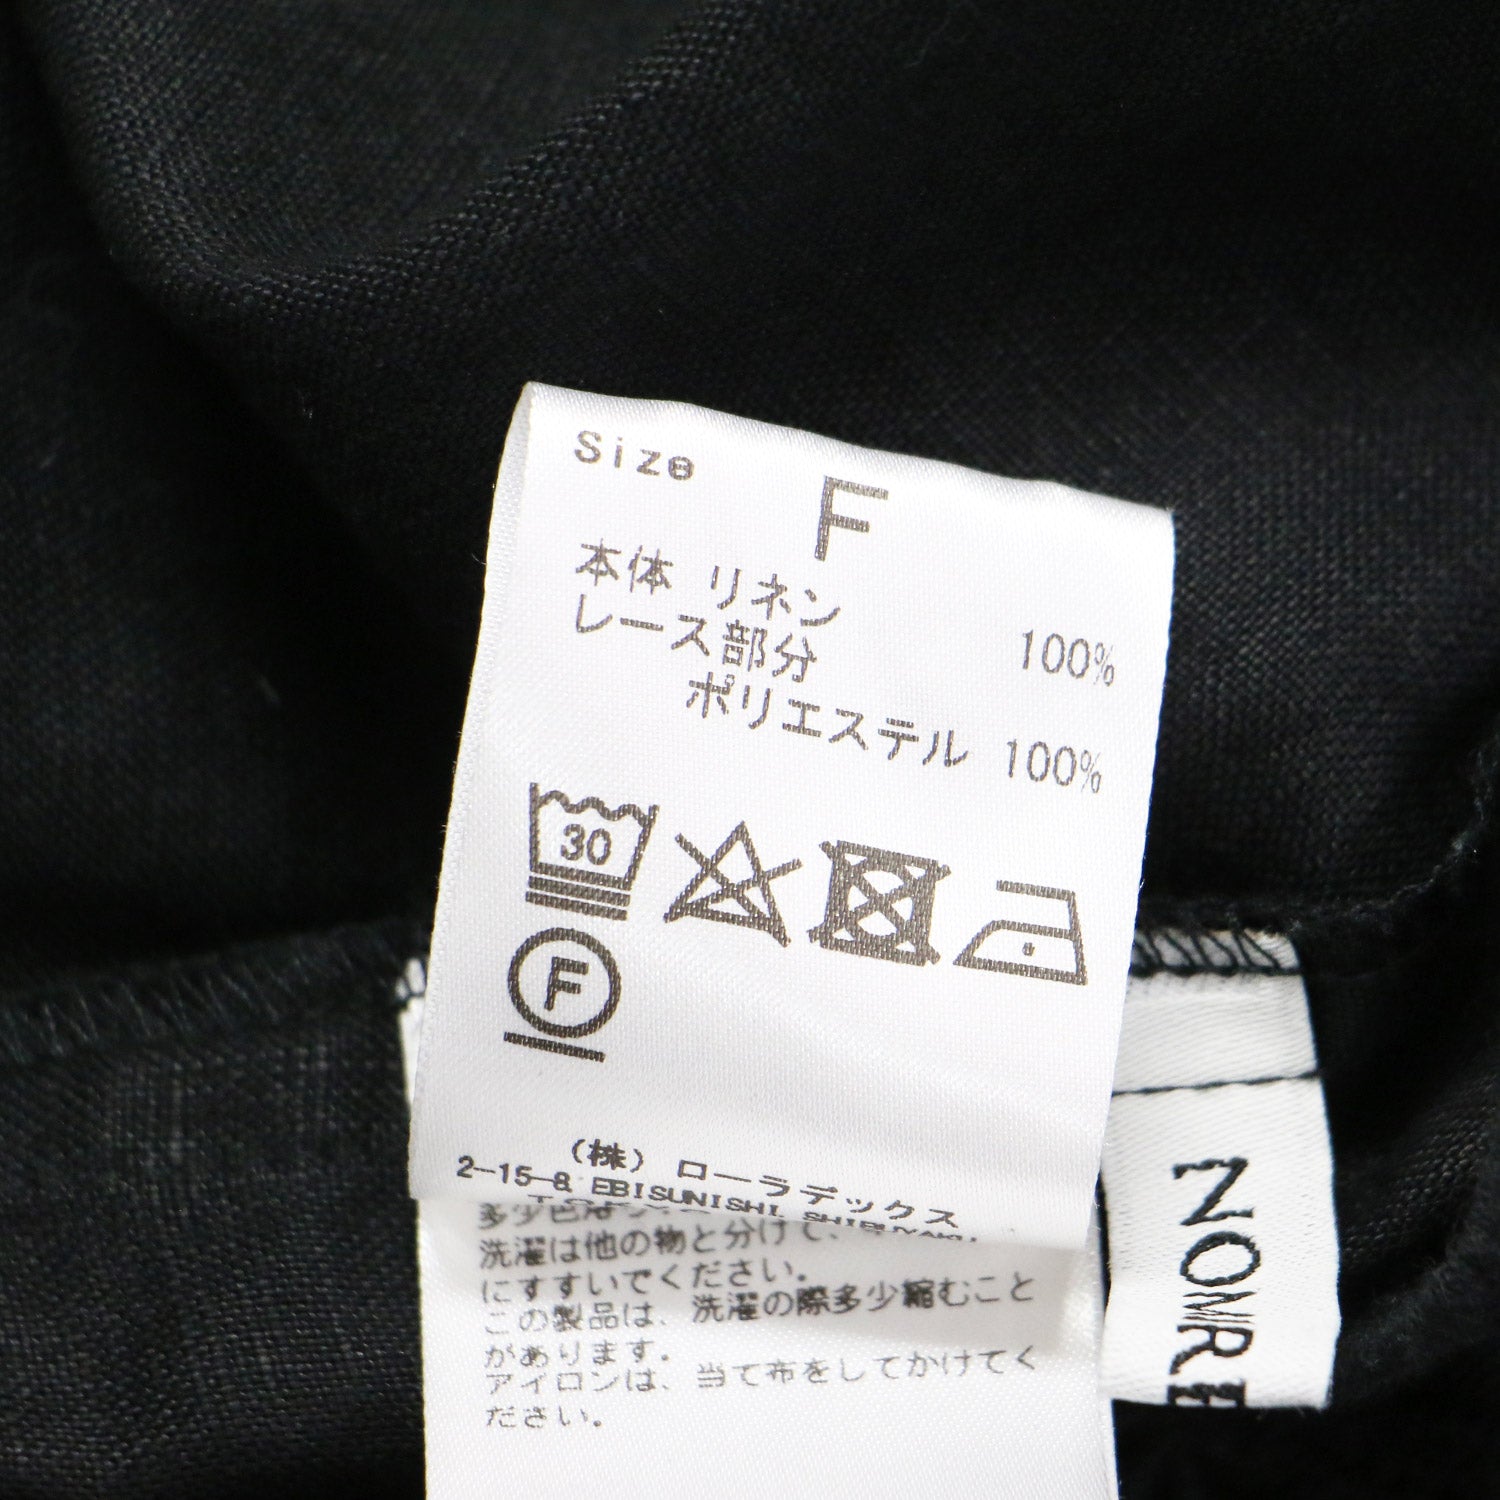 Size
F
本体 リネン 100%
レース部分
ポリエステル 100%
30
F
(株) ローラデックス
2-15-8 EBISUNISHI, SHIBUYAKU,
洗濯は他の物と分けて、
にすすいでください。
この製品は、洗濯の際多少縮むこと
があります。
アイロンは、当て布をしてかけてく
ださい。